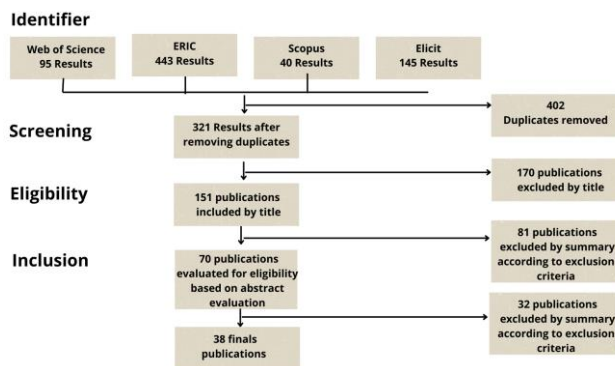 Identifier
Web of Science
95 Results
ERIC
443 Results
Scopus
40 Results
Elicit
145 Results
402
Duplicates removed
Screening
321 Results after
removing duplicates
170 publications
excluded by title
Eligibility
151 publications
included by title
81 publications
excluded by summary
according to exclusion
criteria
Inclusion
70 publications
evaluated for eligibility
based on abstract
evaluation
32 publications
excluded by summary
according to exclusion
criteria
38 finals
publications